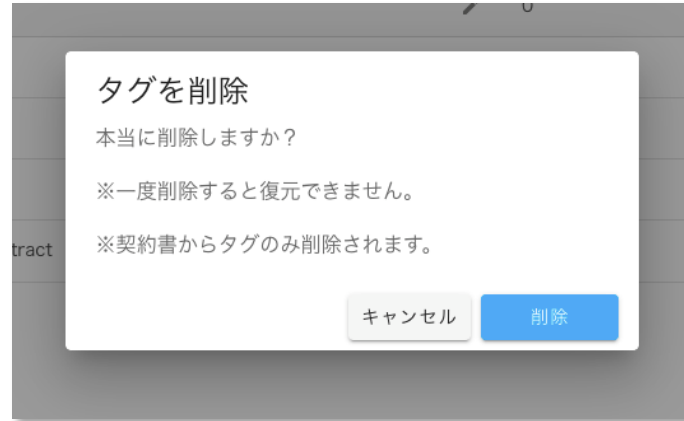 0
タグを削除
本当に削除しますか？
※一度削除すると復元できません。
tract
※契約書からタグのみ削除されます。
キャンセル
削除